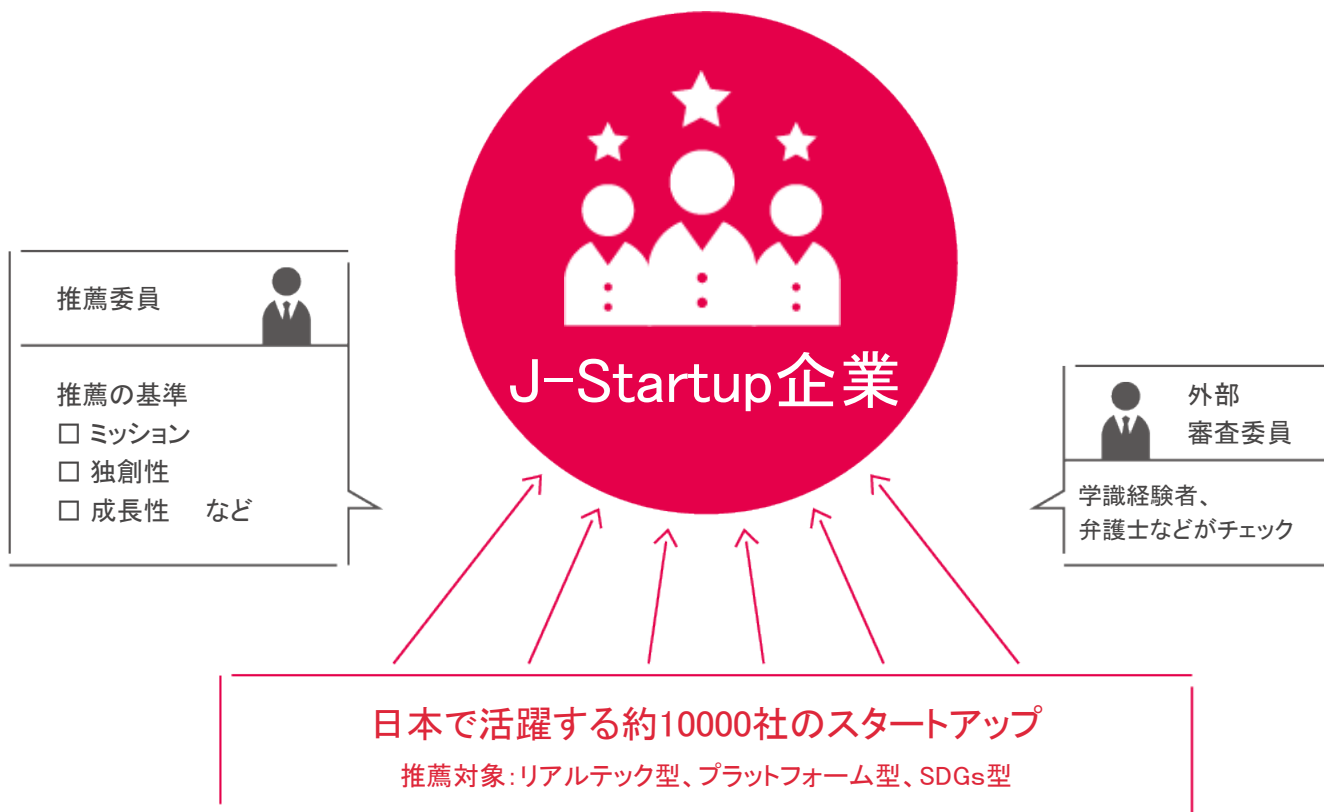 J-Startup企業
推薦委員
推薦の基準
□ ミッション
□ 独創性
□ 成長性 など
外部
審査委員
学識経験者、
弁護士などがチェック
日本で活躍する約10000社のスタートアップ
推薦対象：リアルテック型、プラットフォーム型、SDGs型